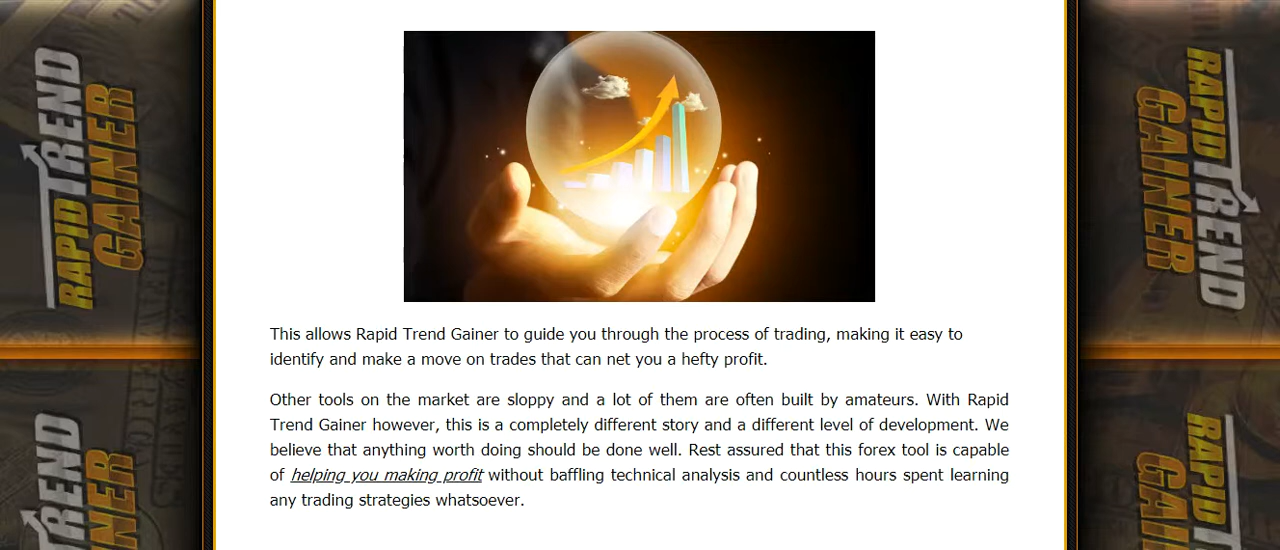 This allows Rapid Trend Gainer to guide you through the process of trading, making it easy to
identify and make a move on trades that can net you a hefty profit.
Other tools on the market are sloppy and a lot of them are often built by amateurs. With Rapid
Trend Gainer however, this is a completely different story and a different level of development. We
believe that anything worth doing should be done well. Rest assured that this forex tool is capable
of helping you making profit without baffling technical analysis and countless hours spent learning
any trading strategies whatsoever.
RAPID TREND
GAINER
RAPID TREND
GAINER
TREND
GAINER
RAPID TREND
GAINER